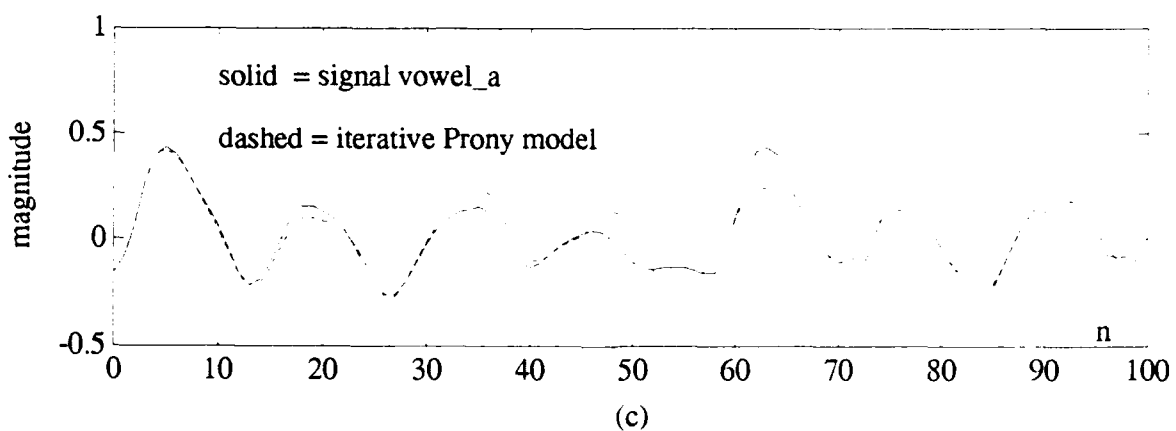 1
solid = signal vowel_a
0.5
dashed = iterative Prony model
magnitude
0
n
-0.5
0 10 20 30 40 50 60 70 80 90 100
(c)